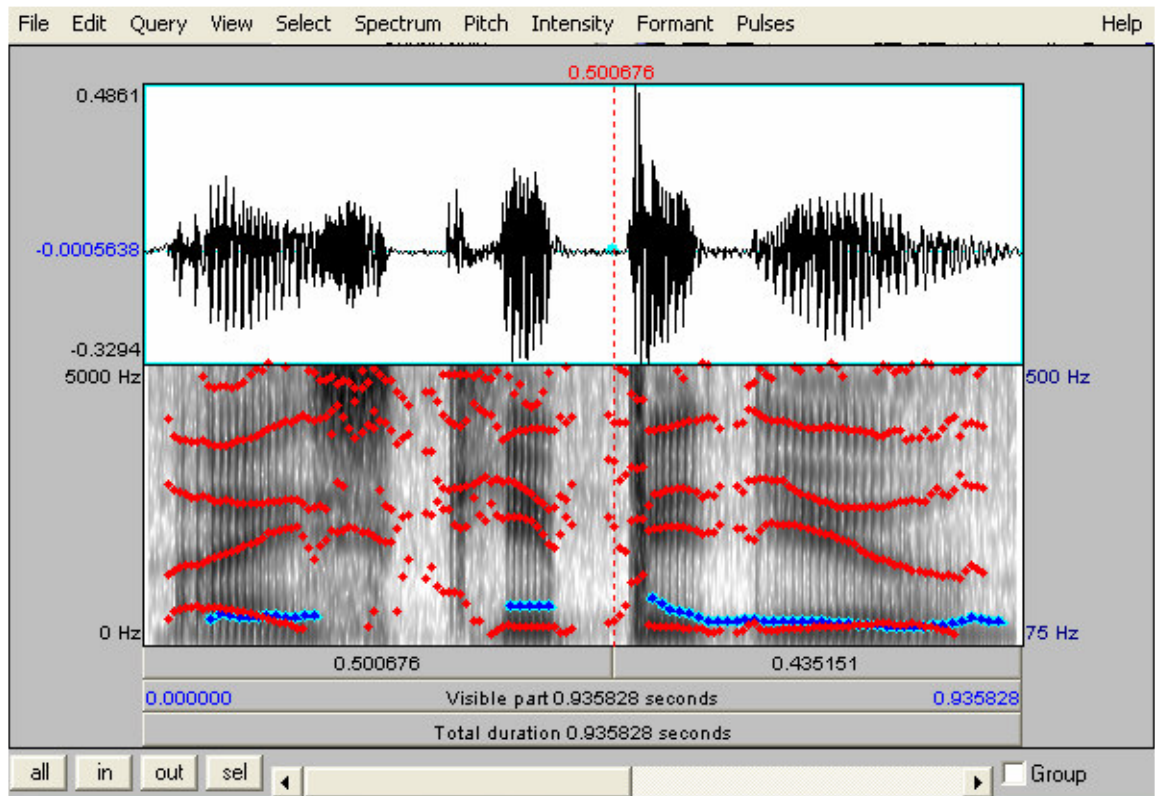 File Edit Query View Select Spectrum Pitch Intensity Formant Pulses Help
0.500676
0.4861
-0.0005638
-0.3294
5000 Hz
500 Hz
0 Hz
75 Hz
0.500676 0.435151
0.000000 Visible part 0.935828 seconds 0.935828
Total duration 0.935828 seconds
all in out sel Group